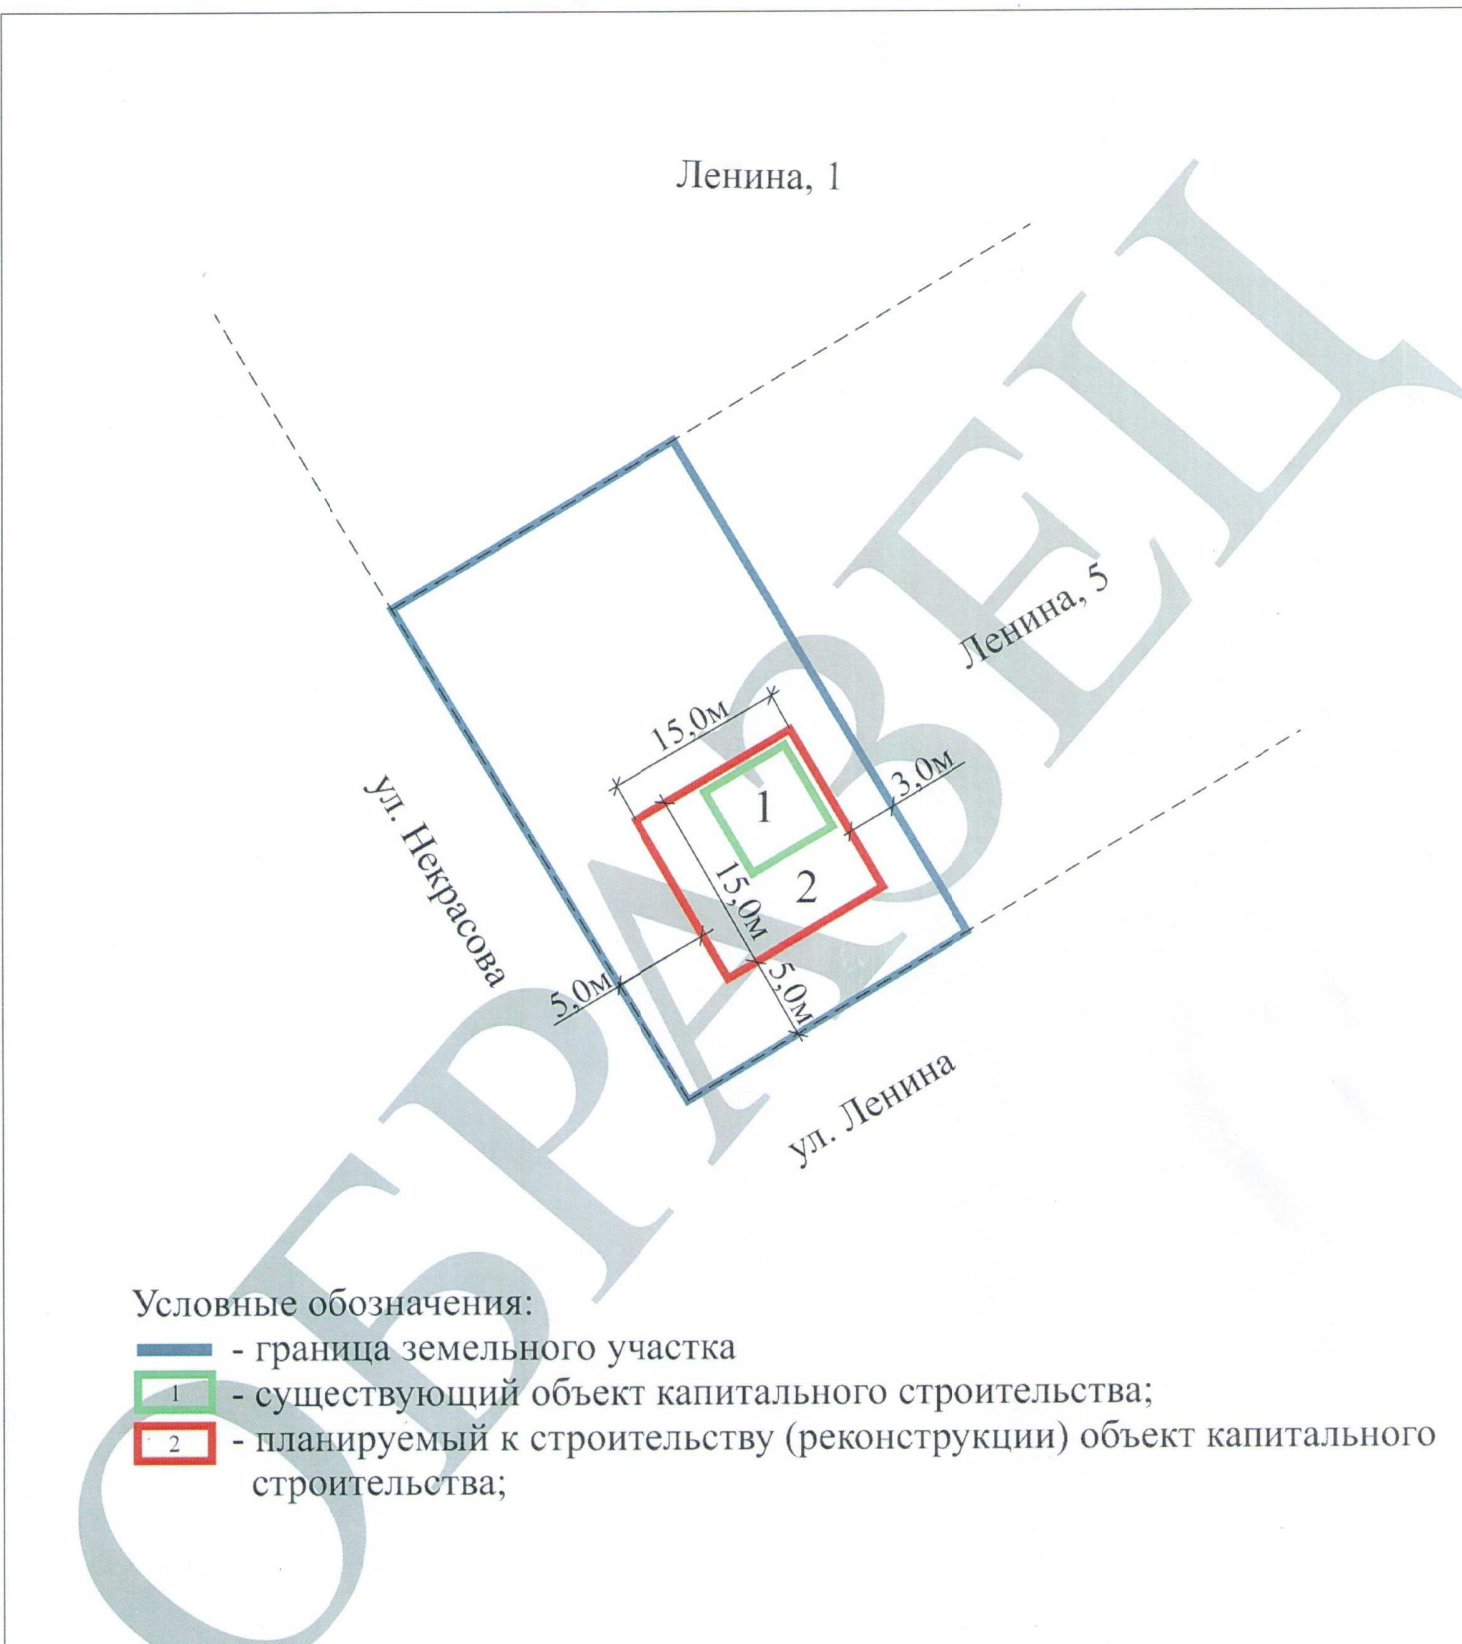 Ленина, 1
Ленина, 5
15,0м
3,0м
1
2
15,0м
5,0м
5,0м
ул. Некрасова
ул. Ленина
ОБРАЗЕЦ
Условные обозначения:
- граница земельного участка
1 - существующий объект капитального строительства;
2 - планируемый к строительству (реконструкции) объект капитального
строительства;